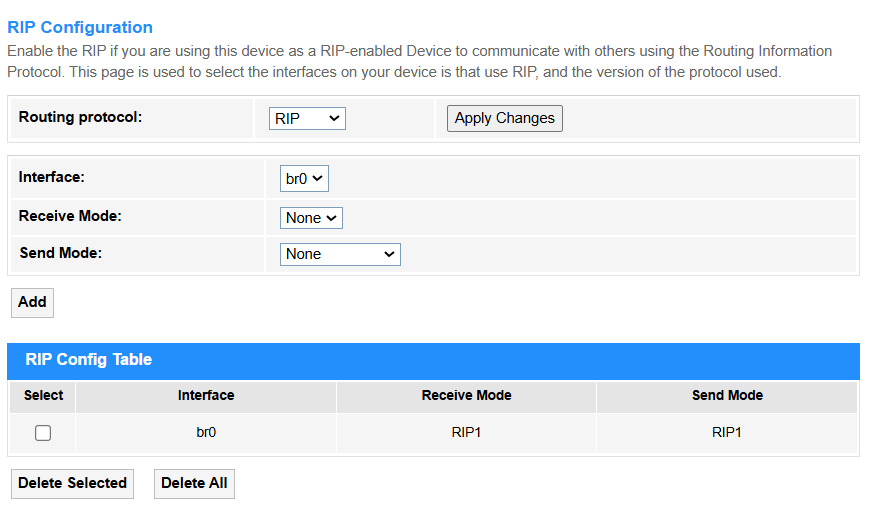 RIP Configuration
Enable the RIP if you are using this device as a RIP-enabled Device to communicate with others using the Routing Information
Protocol. This page is used to select the interfaces on your device is that use RIP, and the version of the protocol used.
Routing protocol: RIP Apply Changes
Interface: br0
Receive Mode: None
Send Mode: None
Add
RIP Config Table
Select Interface Receive Mode Send Mode
br0 RIP1 RIP1
Delete Selected Delete All